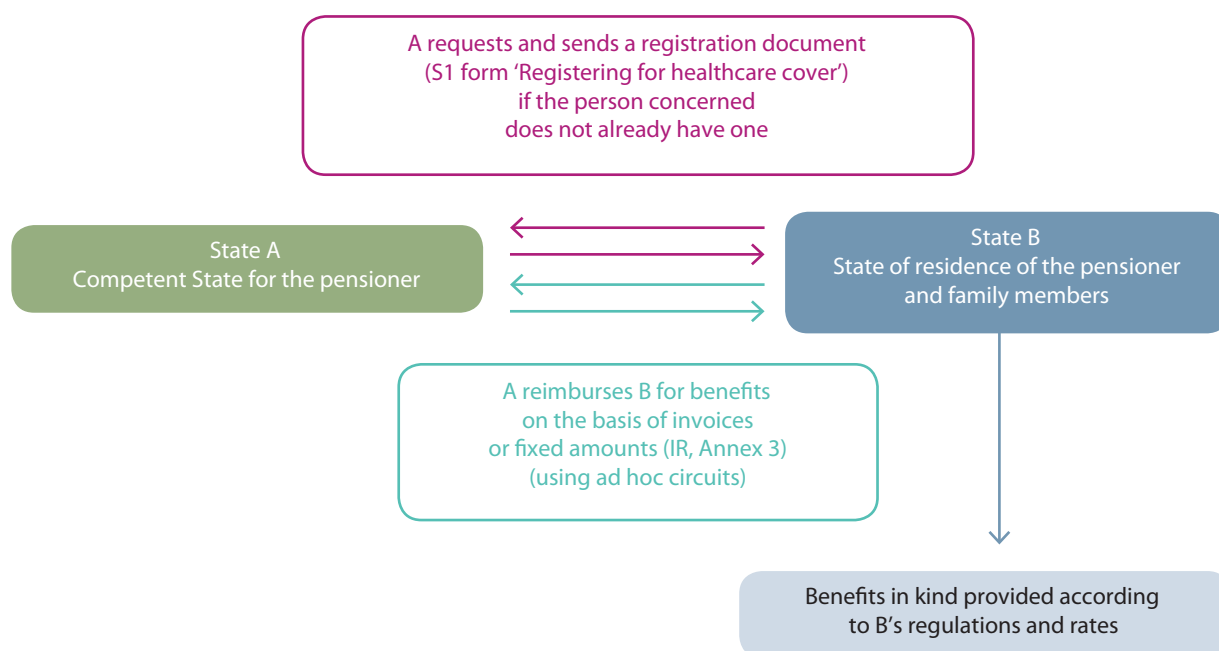 A requests and sends a registration document
(S1 form ‘Registering for healthcare cover’)
if the person concerned
does not already have one
State A
Competent State for the pensioner
State B
State of residence of the pensioner
and family members
A reimburses B for benefits
on the basis of invoices
or fixed amounts (IR, Annex 3)
(using ad hoc circuits)
Benefits in kind provided according
to B’s regulations and rates